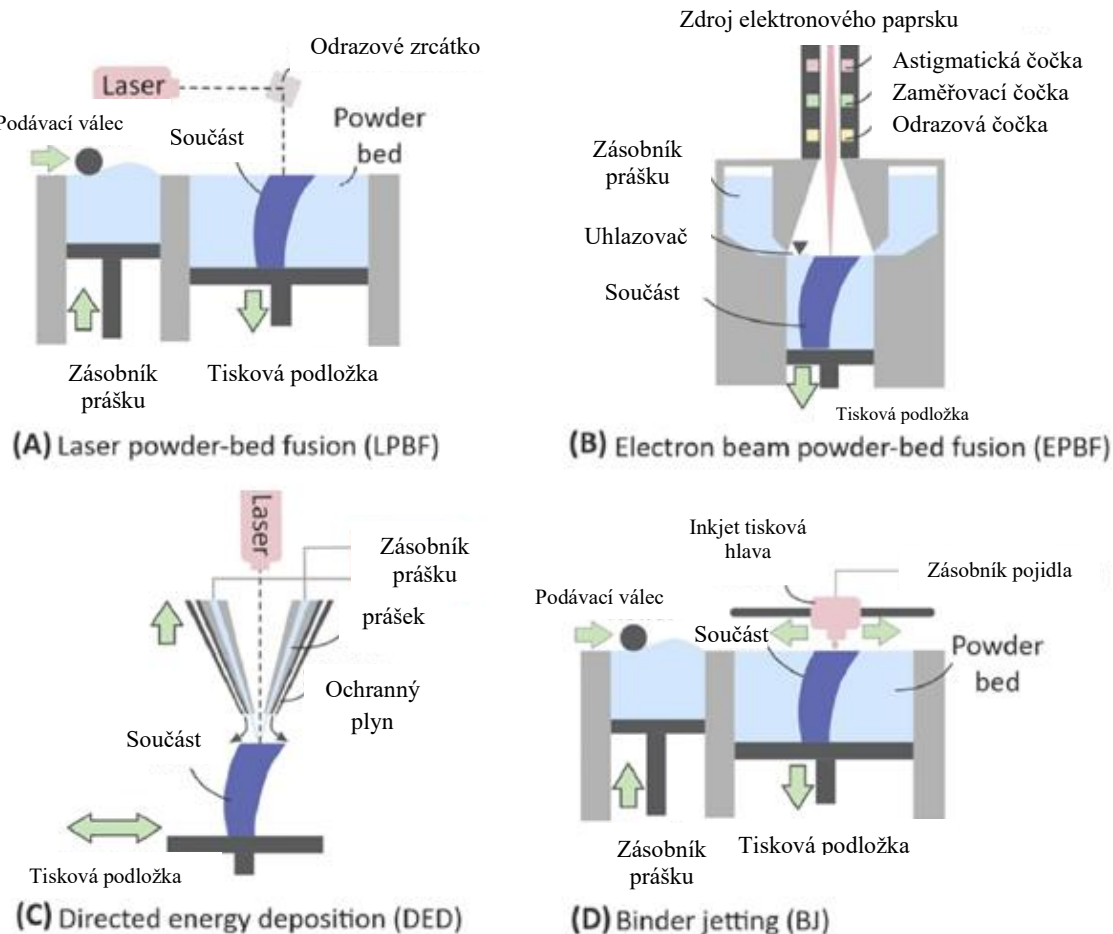 Odrazové zrcátko
Laser
Podávací válec
Součást
Powder
bed
Zásobník
prášku
Tisková podložka
(A) Laser powder-bed fusion (LPBF)
Zdroj elektronového paprsku
Astigmatická čočka
Zaměřovací čočka
Odrazová čočka
Zásobník
prášku
Uhlazovač
Součást
Tisková podložka
(B) Electron beam powder-bed fusion (EPBF)
Laser
Zásobník
prášku
prášek
Ochranný
plyn
Součást
Tisková podložka
(C) Directed energy deposition (DED)
Inkjet tisková
hlava
Zásobník pojidla
Podávací válec
Součást
Powder
bed
Zásobník
prášku
Tisková podložka
(D) Binder jetting (BJ)